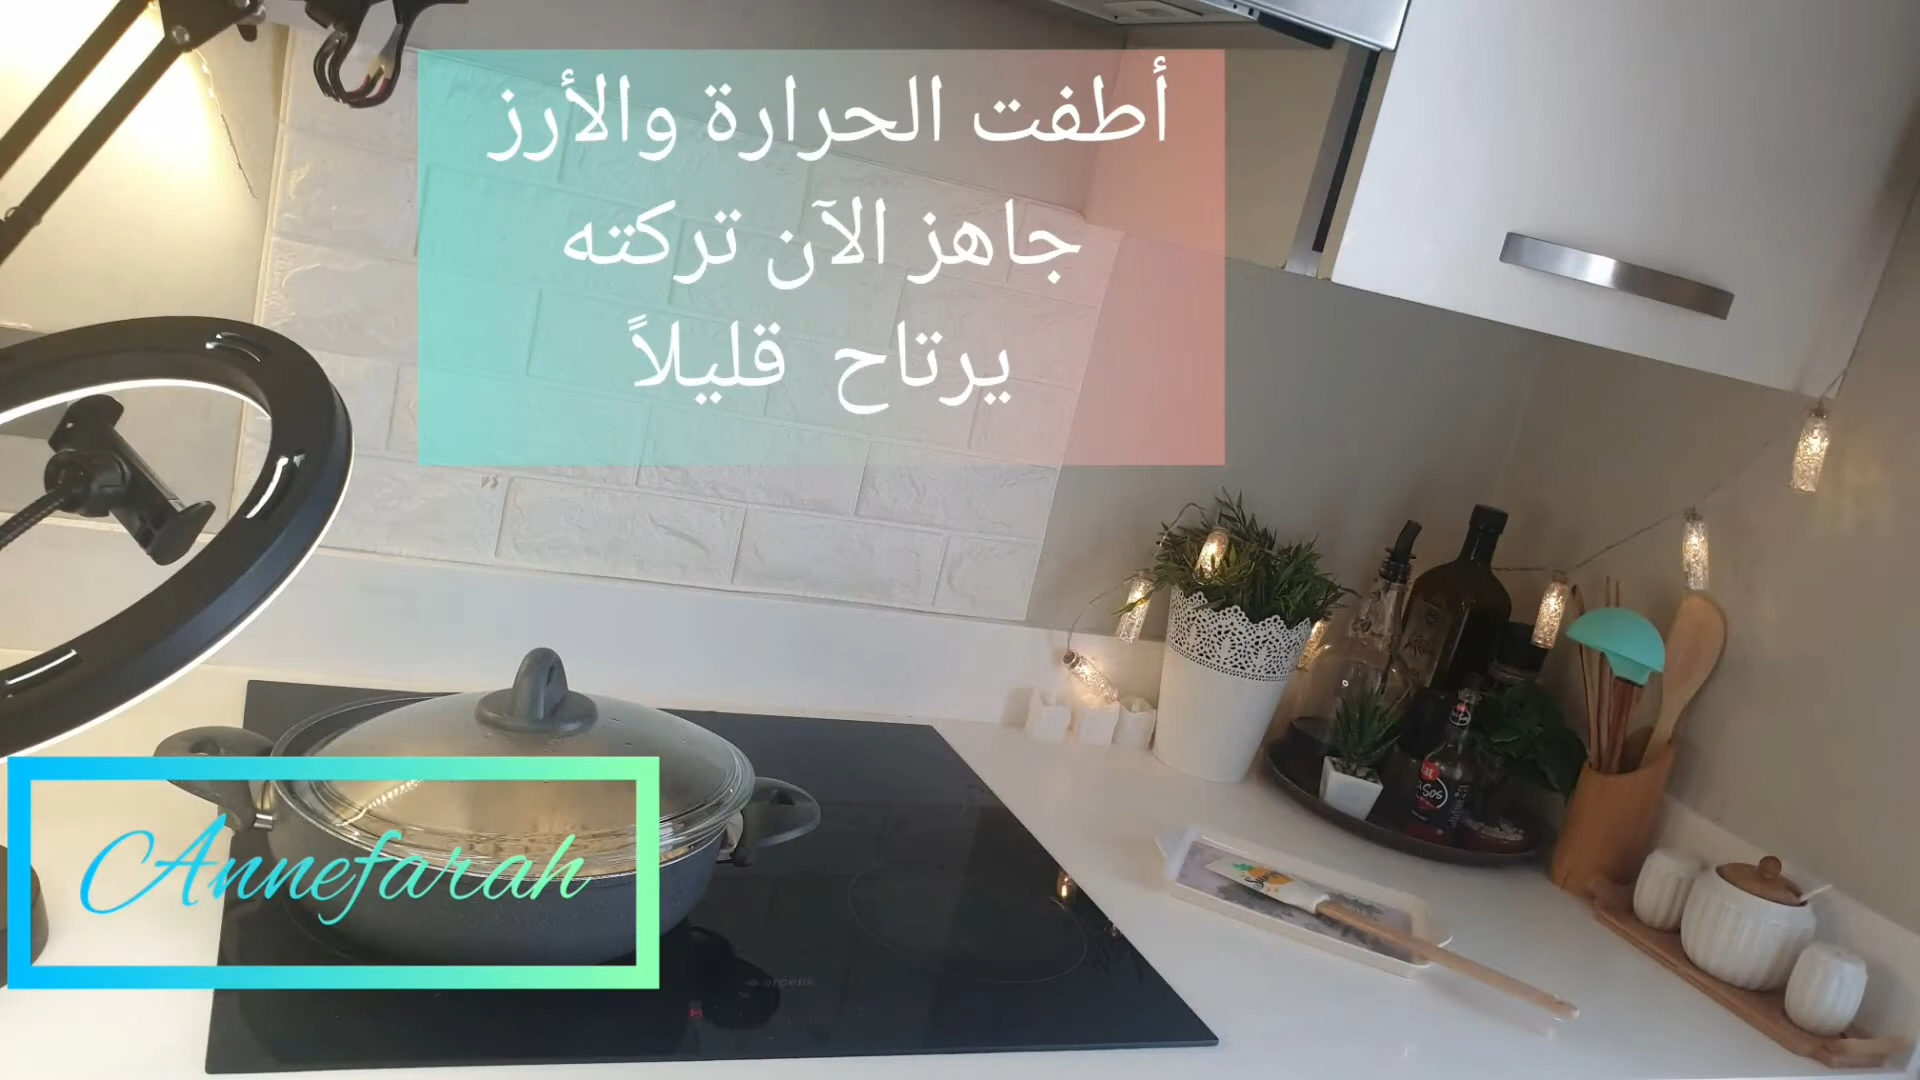 أطفت الحرارة والأرز
جاهز الآن تركته
يرتاح قليلاً
Annefarah